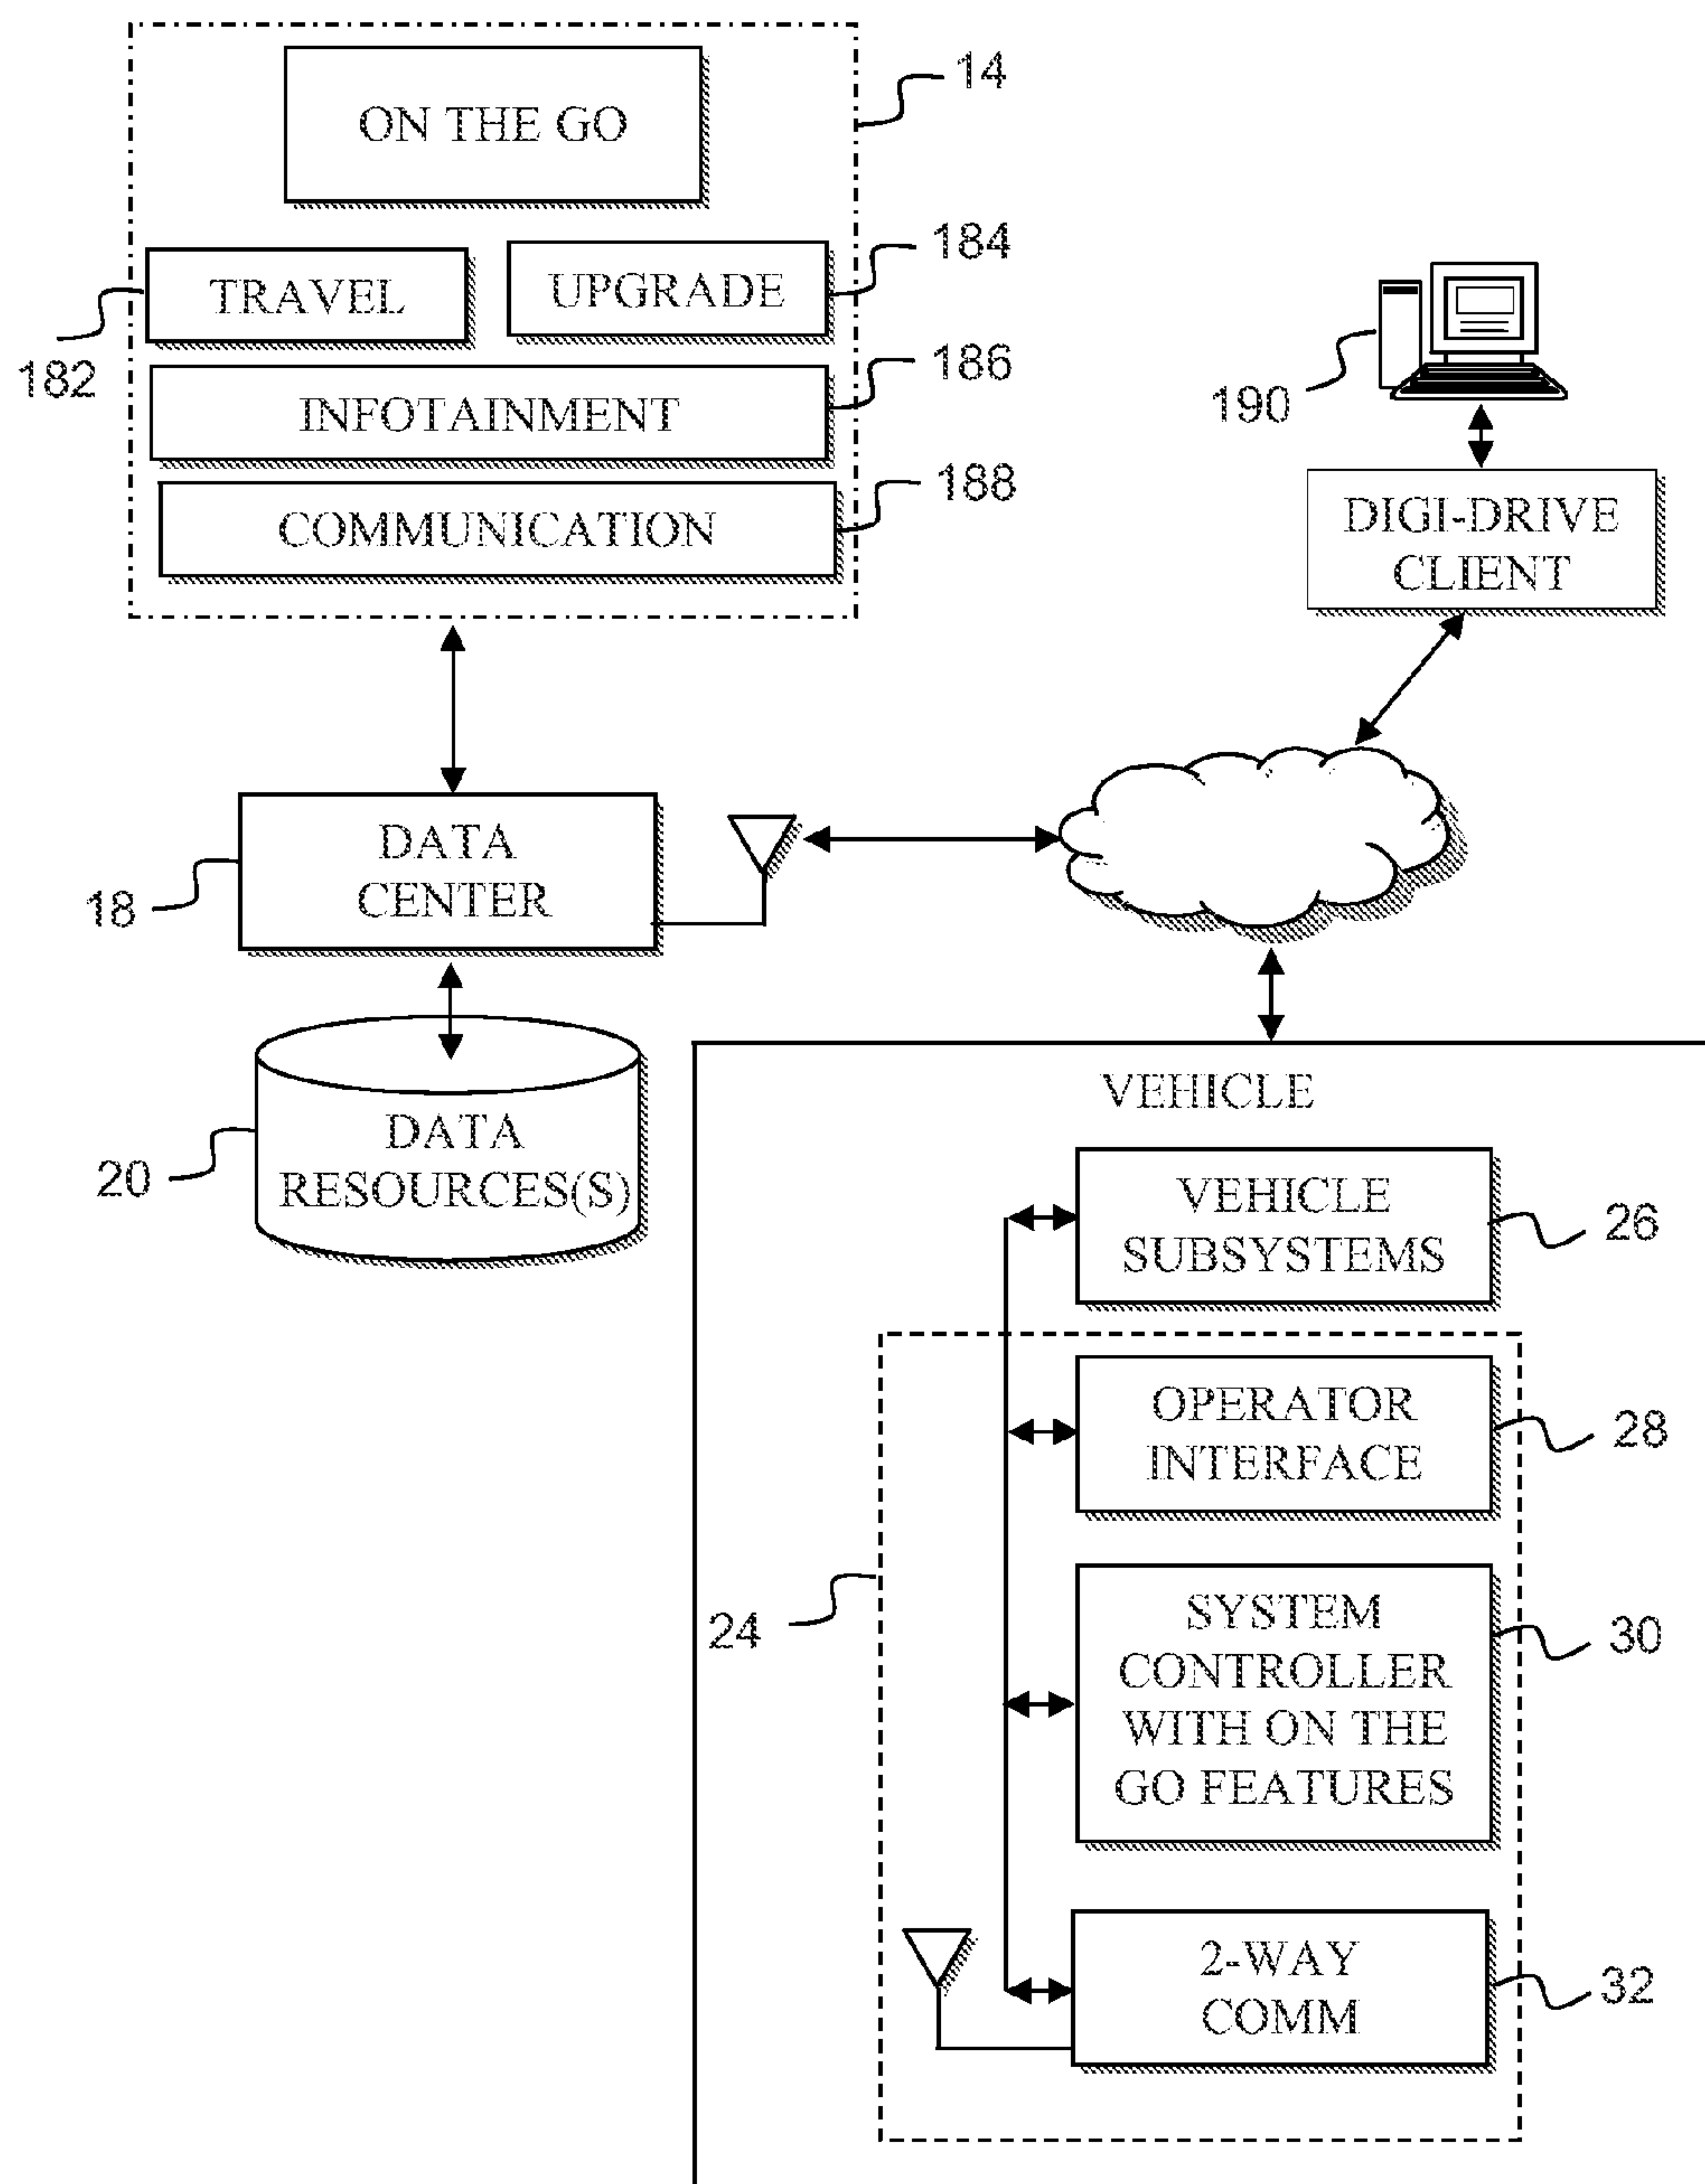 ON THE GO
14
TRAVEL
UPGRADE
184
182
INFOTAINMENT
186
COMMUNICATION
188
190
DIGI-DRIVE
CLIENT
DATA
CENTER
18
DATA
RESOURCES(S)
20
VEHICLE
VEHICLE
SUBSYSTEMS
26
OPERATOR
INTERFACE
28
24
SYSTEM
CONTROLLER
WITH ON THE
GO FEATURES
30
2-WAY
COMM
32